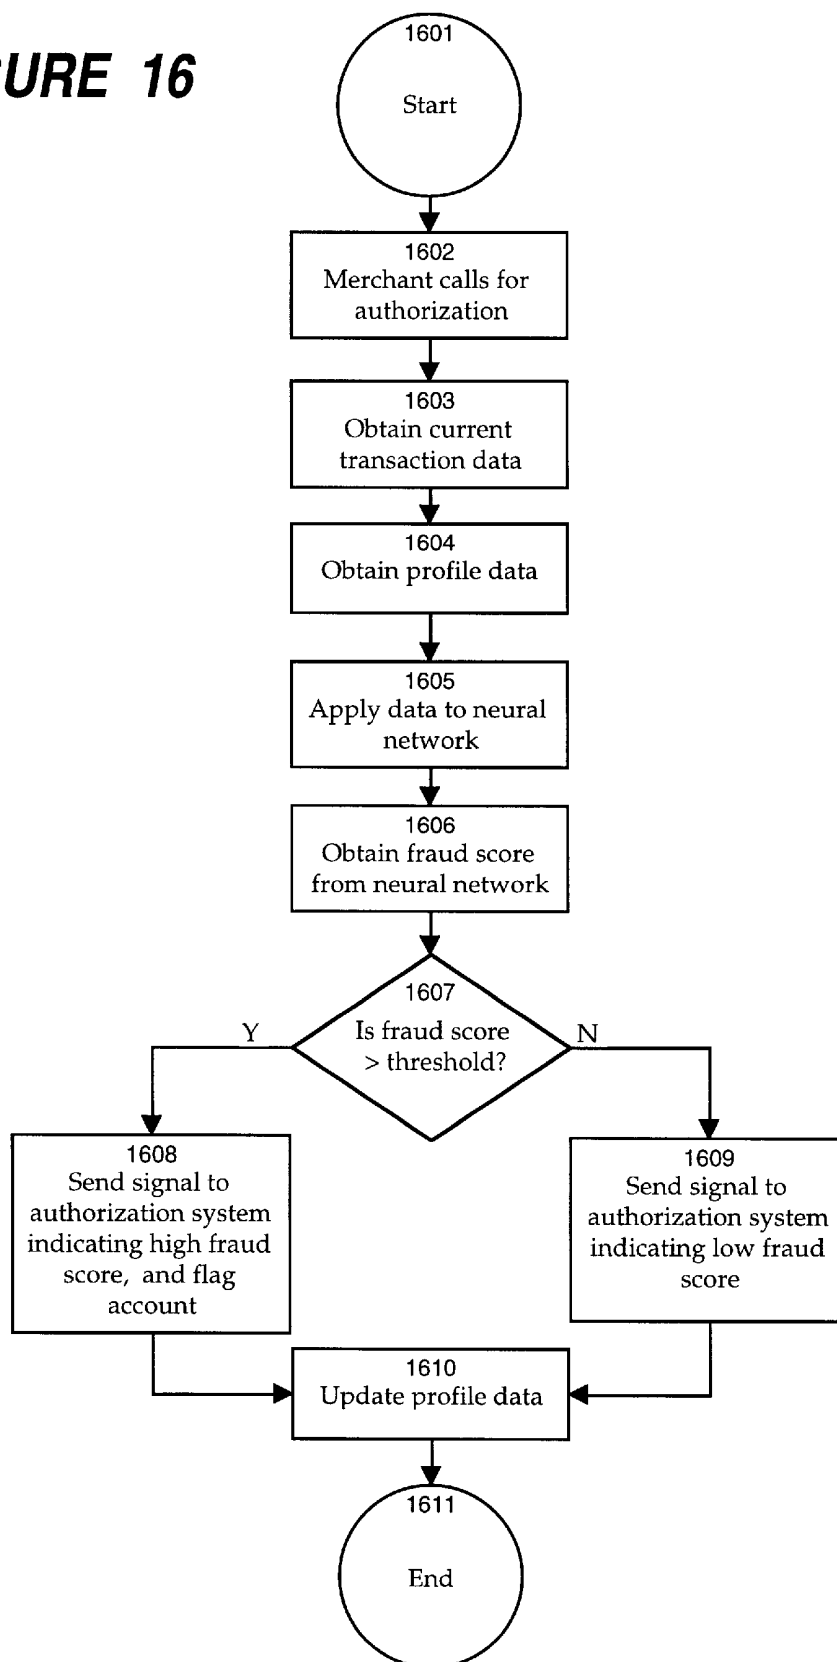 GURE 16
1601
Start
1602
Merchant calls for
authorization
1603
Obtain current
transaction data
1604
Obtain profile data
1605
Apply data to neural
network
1606
Obtain fraud score
from neural network
1607
Is fraud score
> threshold?
Y
N
1608
Send signal to
authorization system
indicating high fraud
score, and flag
account
1609
Send signal to
authorization system
indicating low fraud
score
1610
Update profile data
1611
End